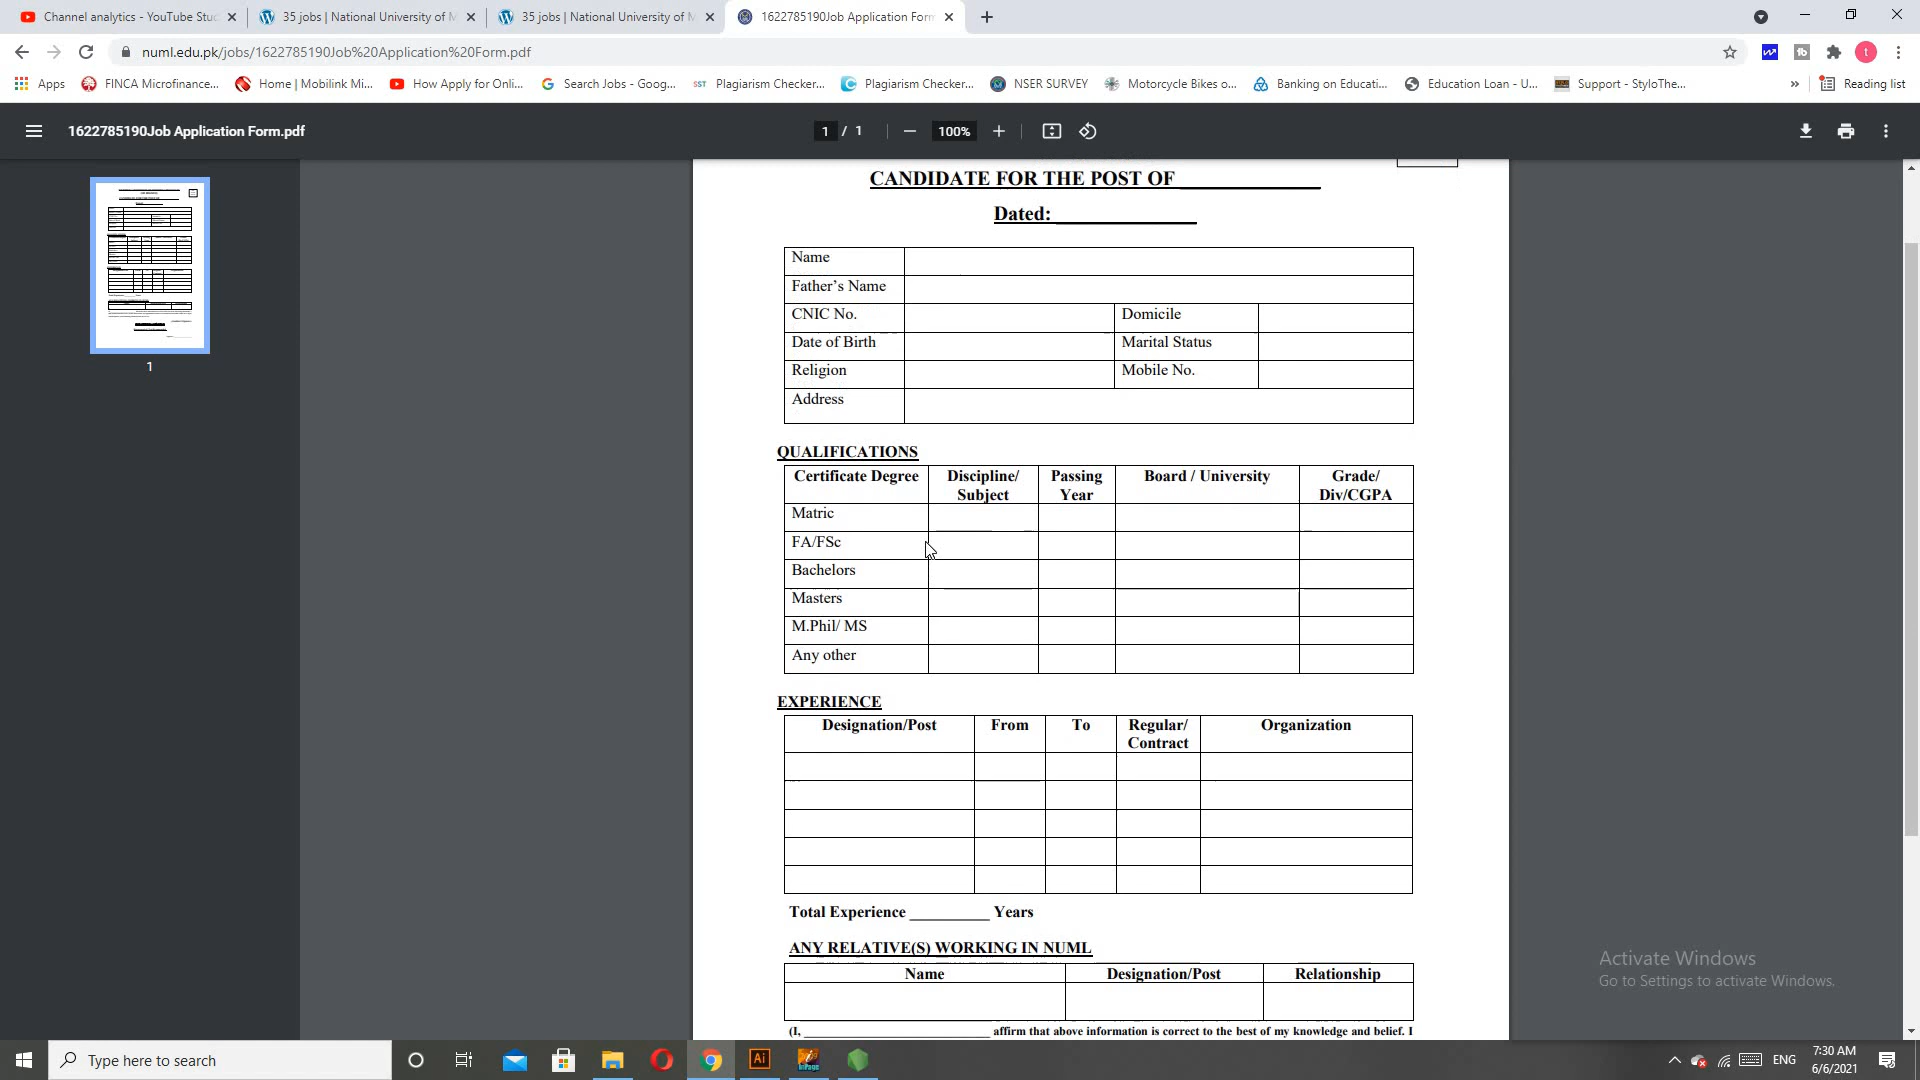 Channel analytics - YouTube Stu
35 jobs | National University of M
35 jobs | National University of M
1622785190Job Application Form
numl.edu.pk/jobs/1622785190Job%20Application%20Form.pdf
t
Apps
FINCA Microfinance...
Home | Mobilink Mi...
How Apply for Onli...
Search Jobs - Goog...
SST
Plagiarism Checker...
Plagiarism Checker...
NSER SURVEY
Motorcycle Bikes o...
Banking on Educati...
Education Loan - U...
Support - StyloThe...
»
Reading list
1622785190Job Application Form.pdf
1 / 1
100%
1
CANDIDATE FOR THE POST OF ______________
Dated: ______________
Name
Father's Name
CNIC No.
Domicile
Date of Birth
Marital Status
Religion
Mobile No.
Address
QUALIFICATIONS
Certificate Degree
Discipline/
Subject
Passing
Year
Board / University
Grade/
Div/CGPA
Matric
FA/FSc
Bachelors
Masters
M.Phil/ MS
Any other
EXPERIENCE
Designation/Post
From
To
Regular/
Contract
Organization
Total Experience __________ Years
ANY RELATIVE(S) WORKING IN NUML
Name
Designation/Post
Relationship
(I, _________________________ affirm that above information is correct to the best of my knowledge and belief. I
Activate Windows
Go to Settings to activate Windows.
Type here to search
Ai
InPage
ENG
7:30 AM
6/6/2021